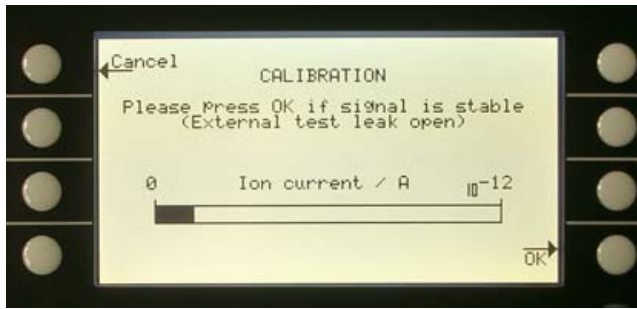 Cancel
CALIBRATION
Please press OK if signal is stable
(External test leak open)
0 Ion current / A 10-12
OK